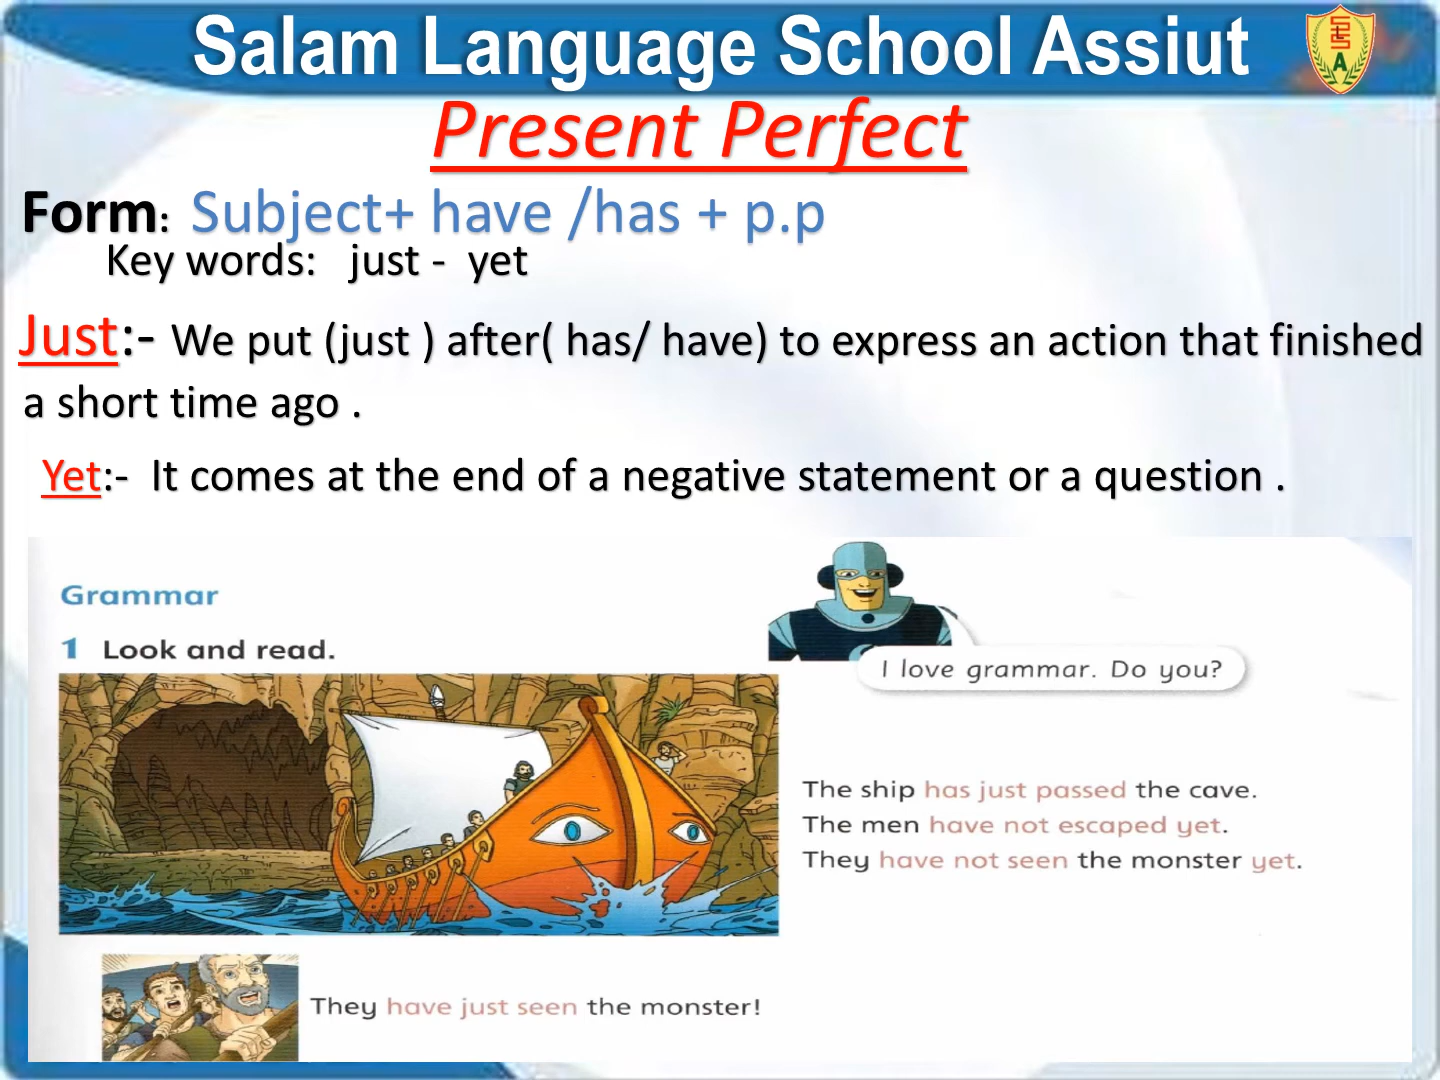 Salam Language School Assiut
Present Perfect
Form: Subject+ have /has + p.p
Key words: just - yet
Just:- We put (just ) after( has/ have) to express an action that finished
a short time ago .
Yet:- It comes at the end of a negative statement or a question .
Grammar
1 Look and read.
I love grammar. Do you?
The ship has just passed the cave.
The men have not escaped yet.
They have not seen the monster yet.
They have just seen the monster!